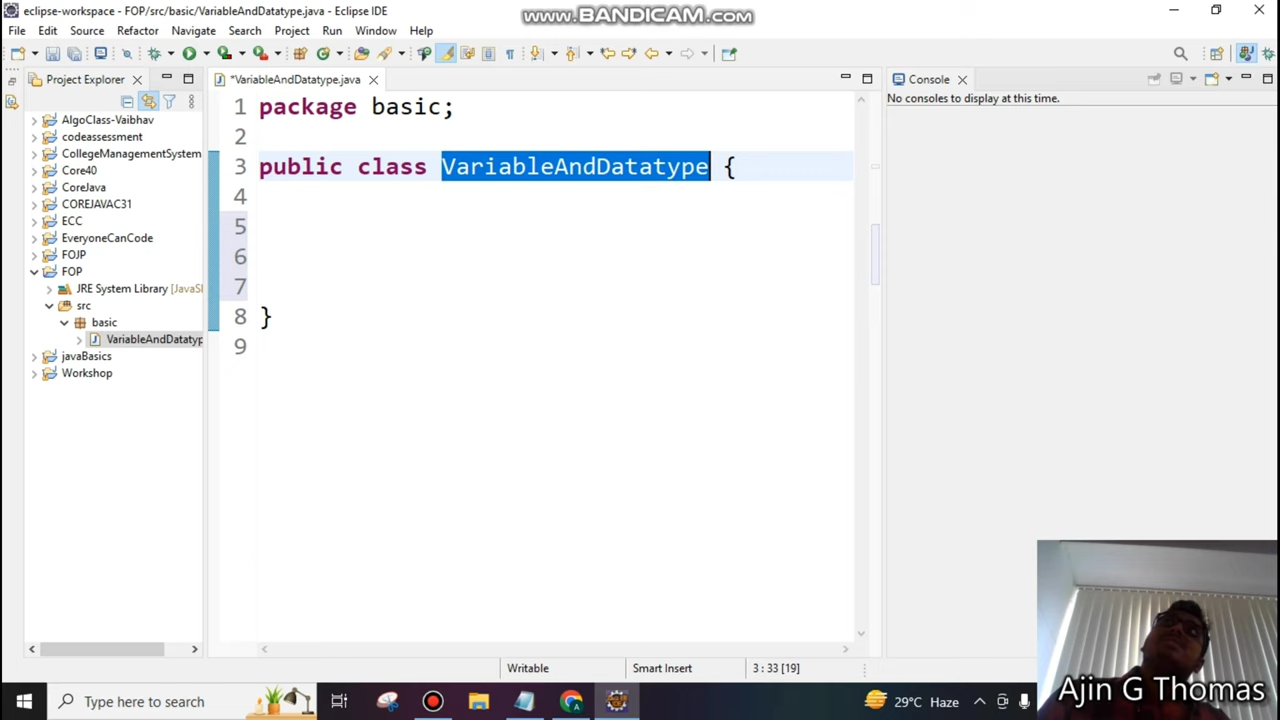 eclipse-workspace - FOP/src/basic/VariableAndDatatype.java - Eclipse IDE
www.BANDICAM.com
File Edit Source Refactor Navigate Search Project Run Window Help
Project Explorer
*VariableAndDatatype.java
Console
No consoles to display at this time.
AlgoClass-Vaibhav
codeassessment
CollegeManagementSystem
Core40
CoreJava
COREJAVAC31
ECC
EveryoneCanCode
FOJP
FOP
JRE System Library [JavaS
src
basic
VariableAndDatatyp
javaBasics
Workshop
1 package basic;
2
3 public class VariableAndDatatype {
4
5
6
7
8 }
9
Writable
Smart Insert
3 : 33 [19]
Type here to search
29°C Haze
Ajin G Thomas